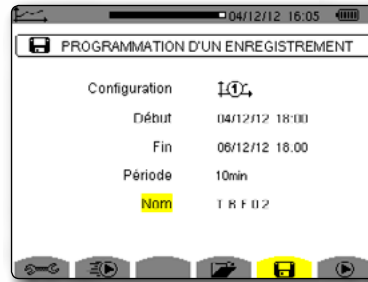 04/12/12 16:05
PROGRAMMATION D'UN ENREGISTREMENT
Configuration 1
Début 04/12/12 18:00
Fin 06/12/12 18.00
Période 10min
Nom T R F 0 2